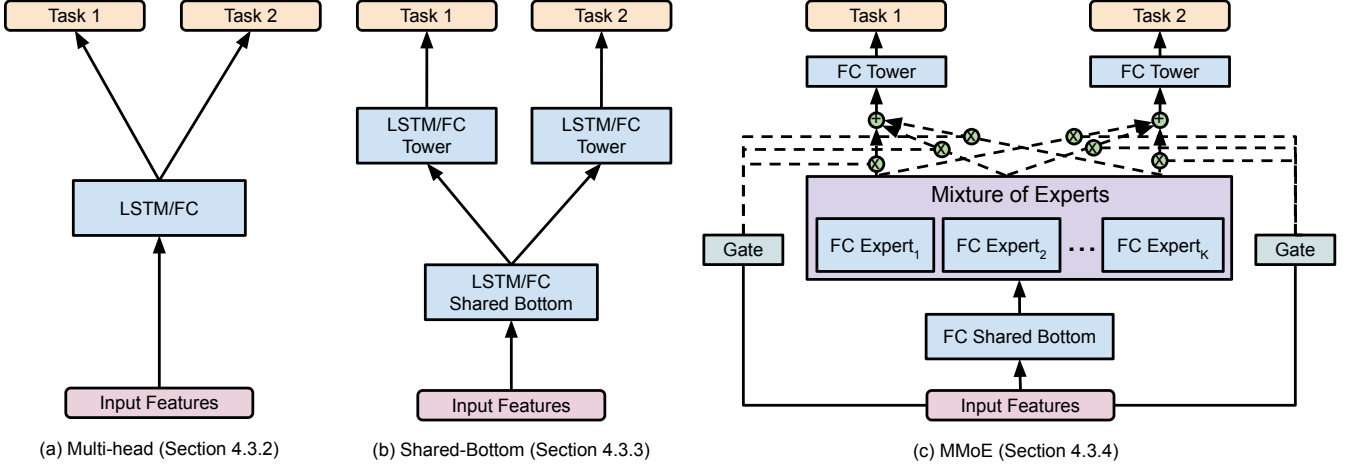 Task 1
Task 2
LSTM/FC
Input Features
(a) Multi-head (Section 4.3.2)
Task 1
Task 2
LSTM/FC
Tower
LSTM/FC
Tower
LSTM/FC
Shared Bottom
Input Features
(b) Shared-Bottom (Section 4.3.3)
Task 1
Task 2
FC Tower
FC Tower
+
+
X
X
X
X
X
X
Mixture of Experts
Gate
FC Expert1
FC Expert2
...
FC ExpertK
Gate
FC Shared Bottom
Input Features
(c) MMoE (Section 4.3.4)